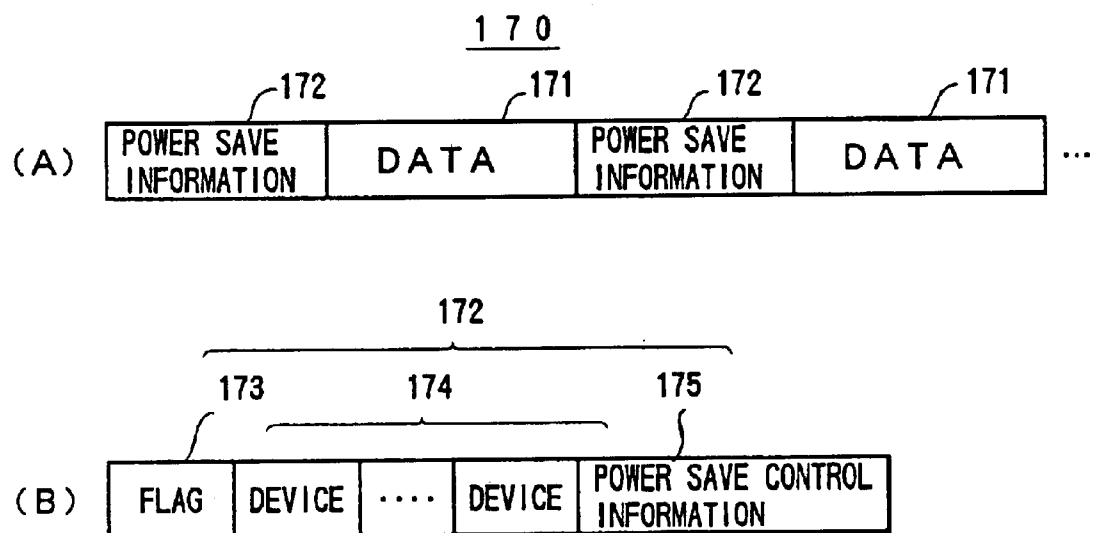 170
172 171 172 171
(A) POWER SAVE INFORMATION DATA POWER SAVE INFORMATION DATA ...
172
173 174 175
(B) FLAG DEVICE .... DEVICE POWER SAVE CONTROL INFORMATION